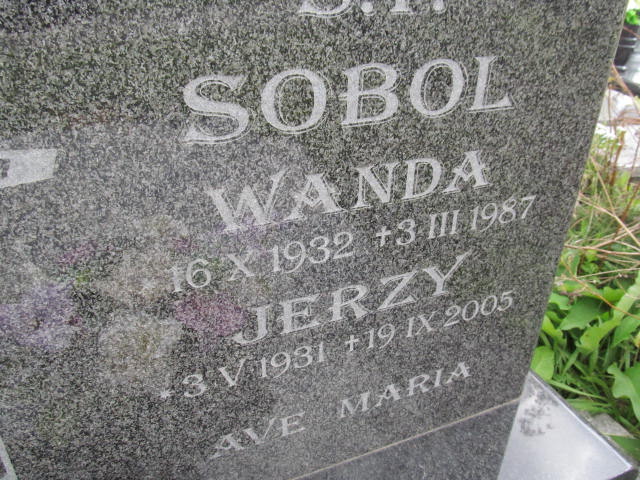 Ś.P.
SOBOL
WANDA
16 X 1932 +3 III 1987
JERZY
*3 V 1931 +19 IX 2005
AVE MARIA